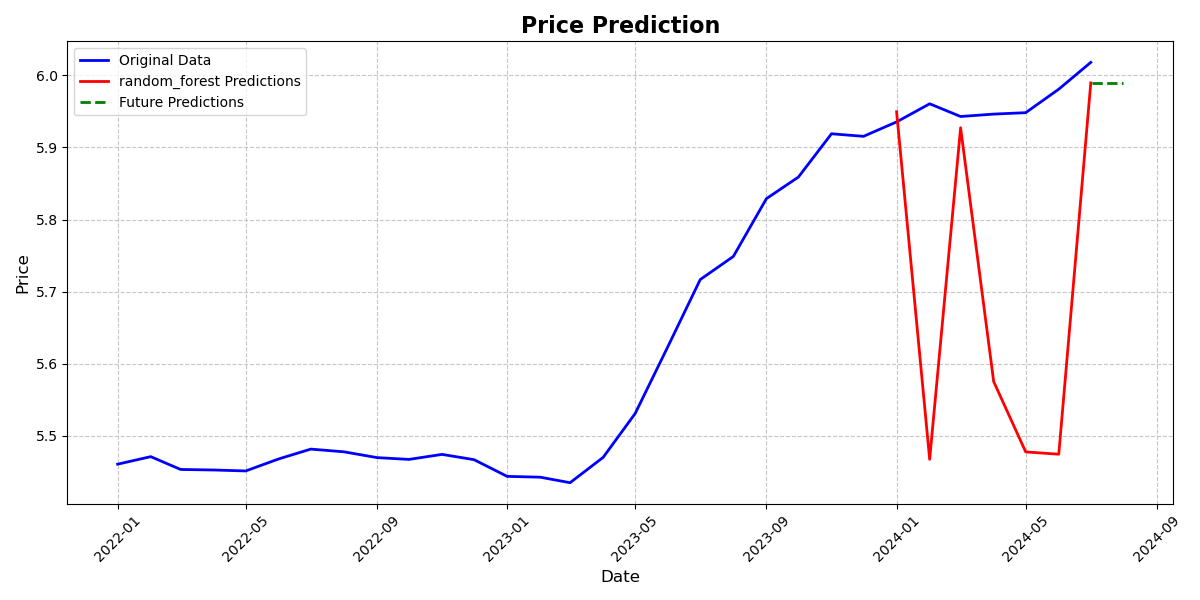 Price Prediction
Original Data
random_forest Predictions
Future Predictions
6.0
5.9
5.8
5.7
5.6
5.5
Price
2022-01
2022-05
2022-09
2023-01
2023-05
2023-09
2024-01
2024-05
2024-09
Date